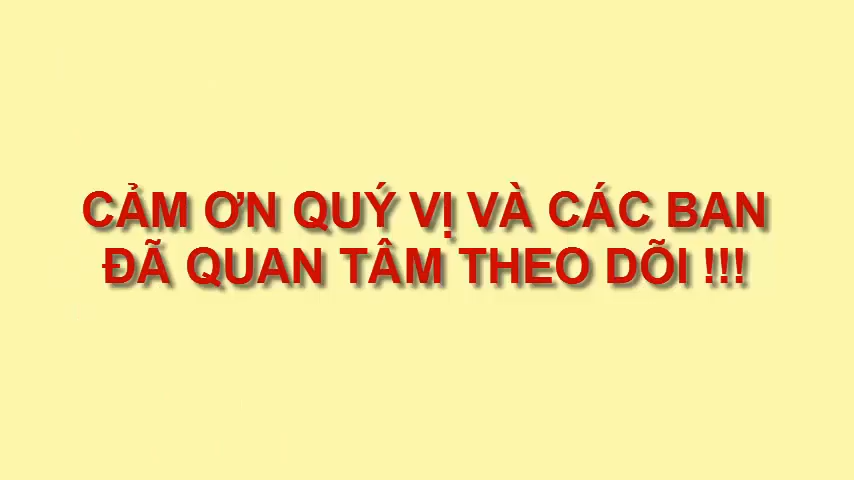 CẢM ƠN QUÝ VỊ VÀ CÁC BAN
ĐÃ QUAN TÂM THEO DÕI !!!